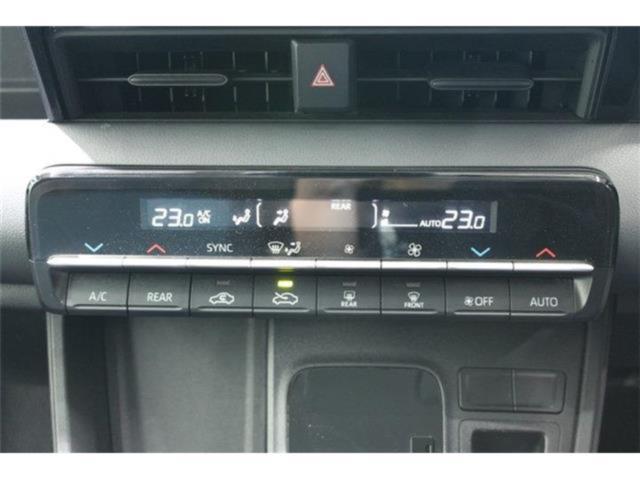 REAR
23.0 A/C ON AUTO 23.0
SYNC
A/C REAR REAR FRONT OFF AUTO